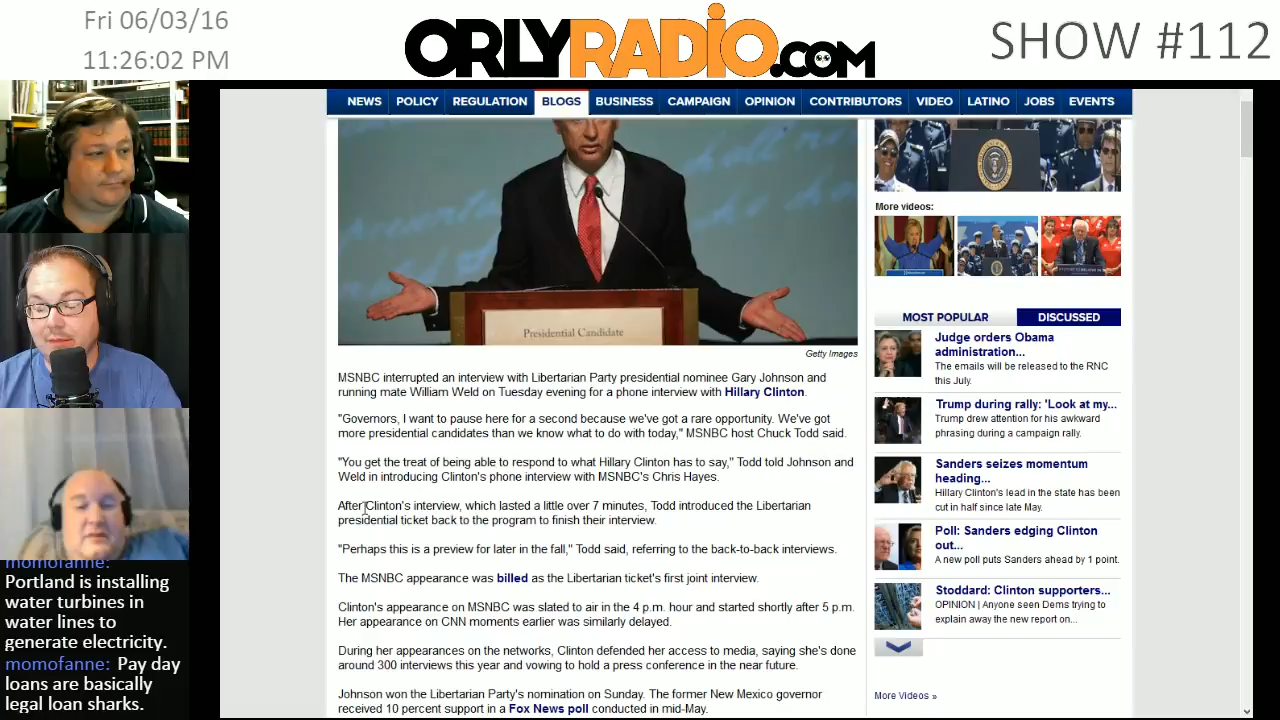 Fri 06/03/16
11:26:02 PM
ORLYRADIO.COM
SHOW #112
NEWS POLICY REGULATION BLOGS BUSINESS CAMPAIGN OPINION CONTRIBUTORS VIDEO LATINO JOBS EVENTS
Presidential Candidate
Getty Images
MSNBC interrupted an interview with Libertarian Party presidential nominee Gary Johnson and
running mate William Weld on Tuesday evening for a phone interview with Hillary Clinton.
"Governors, I want to pause here for a second because we've got a rare opportunity. We've got
more presidential candidates than we know what to do with today," MSNBC host Chuck Todd said.
"You get the treat of being able to respond to what Hillary Clinton has to say," Todd told Johnson and
Weld in introducing Clinton's phone interview with MSNBC's Chris Hayes.
After Clinton's interview, which lasted a little over 7 minutes, Todd introduced the Libertarian
presidential ticket back to the program to finish their interview.
"Perhaps this is a preview for later in the fall," Todd said, referring to the back-to-back interviews.
The MSNBC appearance was billed as the Libertarian ticket's first joint interview.
Clinton's appearance on MSNBC was slated to air in the 4 p.m. hour and started shortly after 5 p.m.
Her appearance on CNN moments earlier was similarly delayed.
During her appearances on the networks, Clinton defended her access to media, saying she's done
around 300 interviews this year and vowing to hold a press conference in the near future.
Johnson won the Libertarian Party's nomination on Sunday. The former New Mexico governor
received 10 percent support in a Fox News poll conducted in mid-May.
More videos:
MOST POPULAR DISCUSSED
Judge orders Obama
administration...
The emails will be released to the RNC
this July.
Trump during rally: 'Look at my...
Trump drew attention for his awkward
phrasing during a campaign rally.
Sanders seizes momentum
heading...
Hillary Clinton's lead in the state has been
cut in half since late May.
Poll: Sanders edging Clinton
out...
A new poll puts Sanders ahead by 1 point.
Stoddard: Clinton supporters...
OPINION | Anyone seen Dems trying to
explain away the new report on...
More Videos »
momofanne:
Portland is installing
water turbines in
water lines to
generate electricity.
momofanne: Pay day
loans are basically
legal loan sharks.